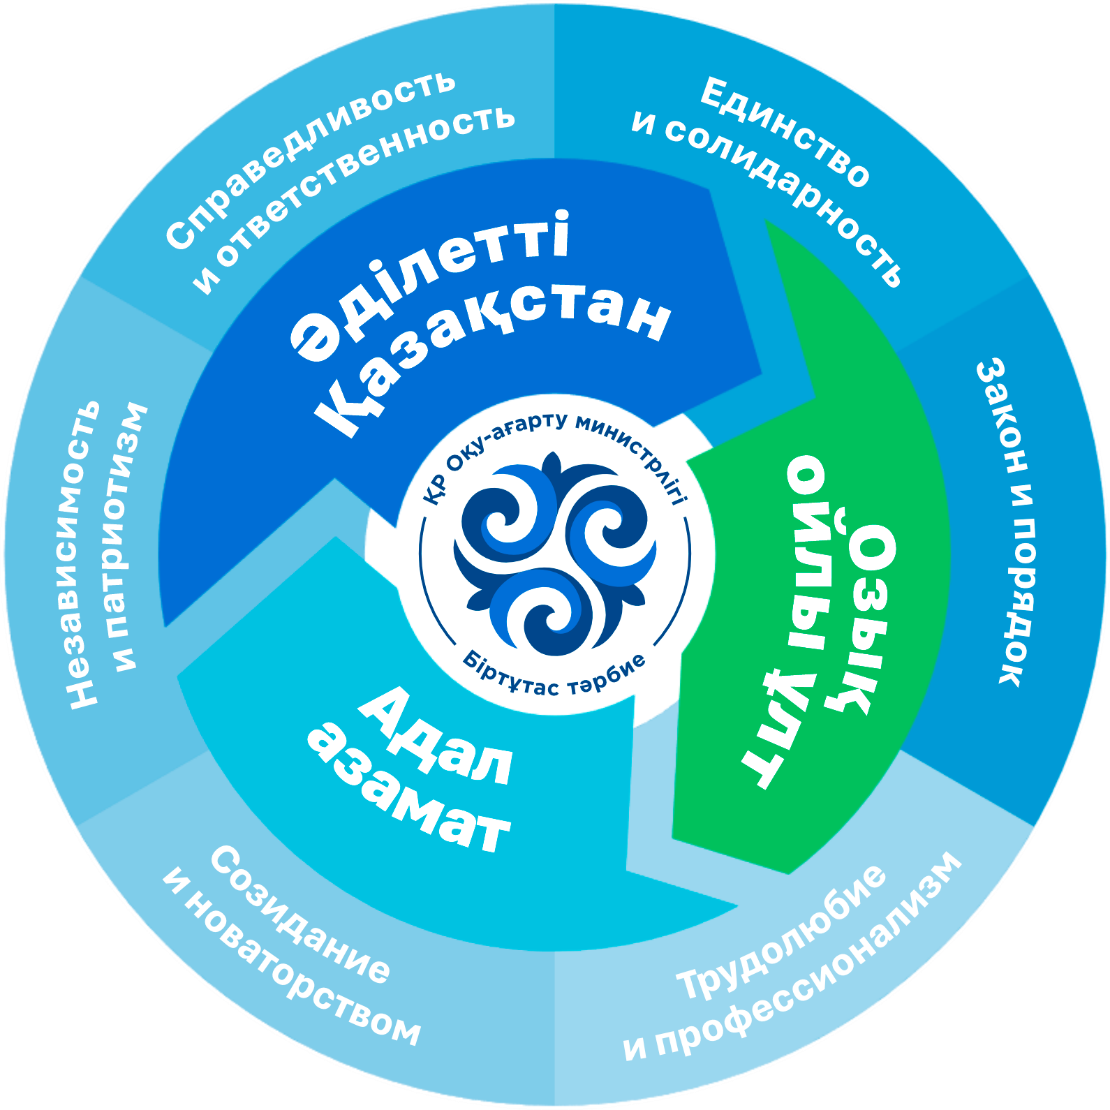 Справедливость
и ответственность
Единство
и солидарность
Закон и порядок
Трудолюбие
и профессионализм
Созидание
и новаторством
Независимость
и патриотизм
Әділетті
Қазақстан
Озық
ойлы ұлт
Адал
азамат
ҚР Оқу-ағарту министрлігі
Біртұтас тәрбие